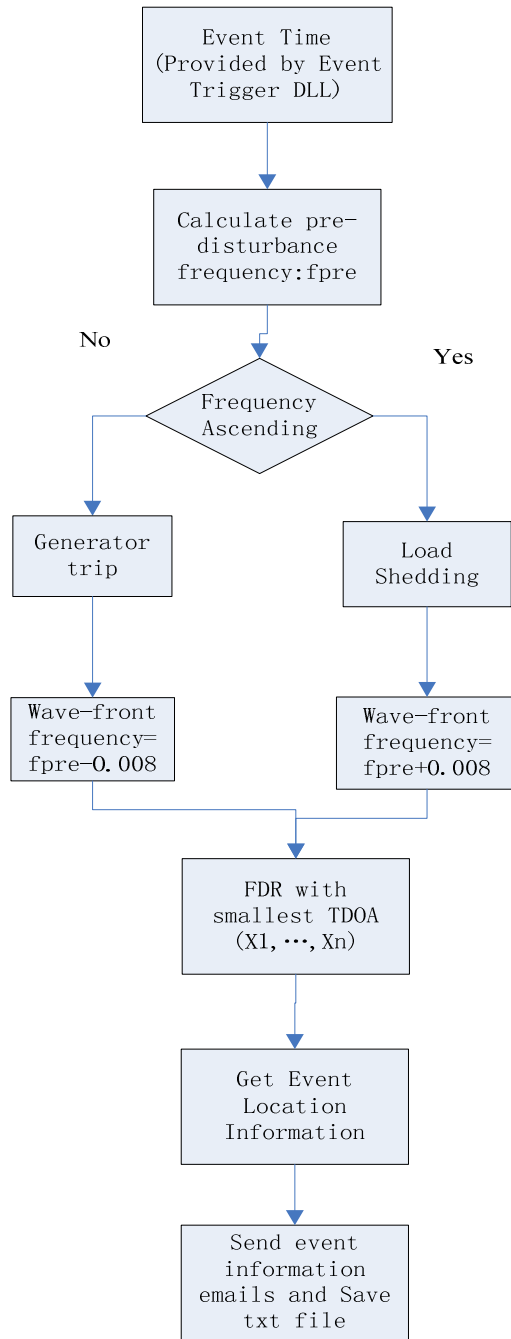 Event Time
(Provided by Event
Trigger DLL)
Calculate pre-
disturbance
frequency:fpre
No
Yes
Frequency
Ascending
Generator
trip
Load
Shedding
Wave-front
frequency=
fpre-0.008
Wave-front
frequency=
fpre+0.008
FDR with
smallest TDOA
(X1,···,Xn)
Get Event
Location
Information
Send event
information
emails and Save
txt file